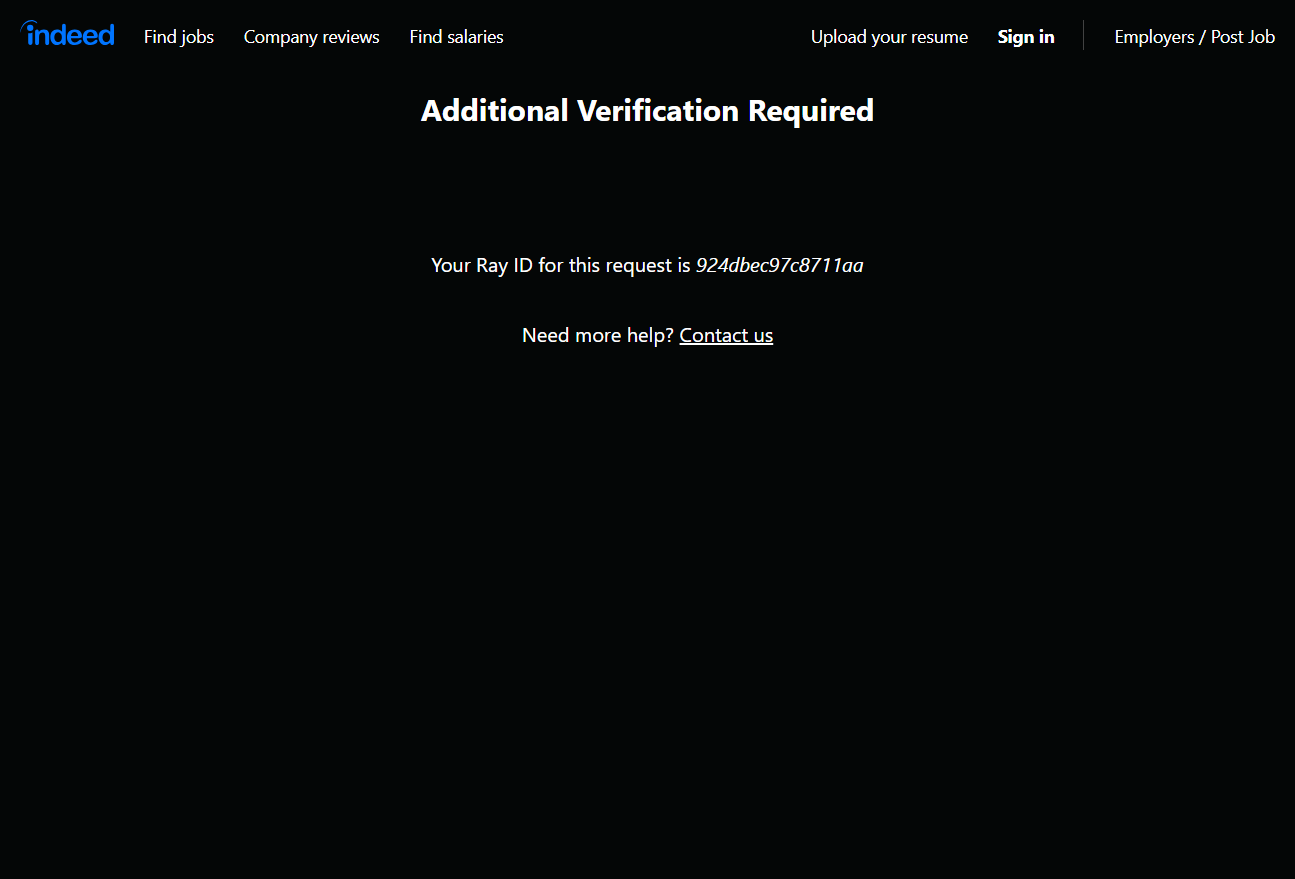 indeed Find jobs Company reviews Find salaries Upload your resume Sign in Employers / Post Job
Additional Verification Required
Your Ray ID for this request is 924dbec97c8711aa
Need more help? Contact us